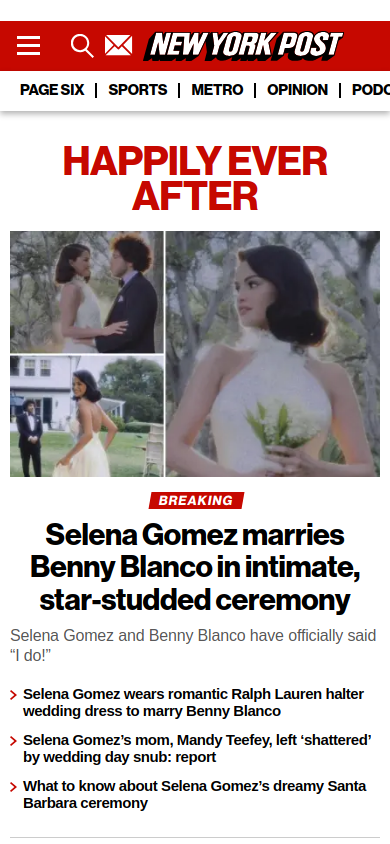 NEW YORK POST
PAGE SIX | SPORTS | METRO | OPINION | PODC
HAPPILY EVER
AFTER
BREAKING
Selena Gomez marries
Benny Blanco in intimate,
star-studded ceremony
Selena Gomez and Benny Blanco have officially said
“I do!”
Selena Gomez wears romantic Ralph Lauren halter
wedding dress to marry Benny Blanco
Selena Gomez’s mom, Mandy Teefey, left ‘shattered’
by wedding day snub: report
What to know about Selena Gomez’s dreamy Santa
Barbara ceremony